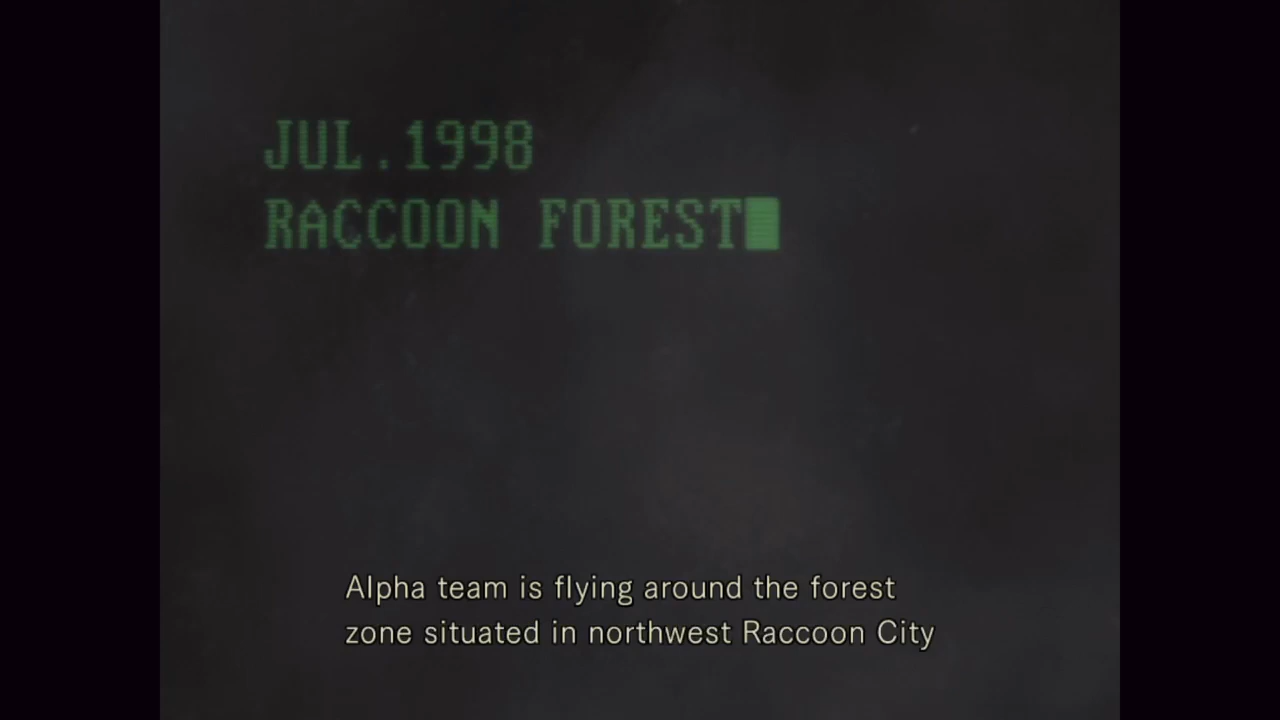 JUL.1998
RACCOON FOREST
Alpha team is flying around the forest
zone situated in northwest Raccoon City